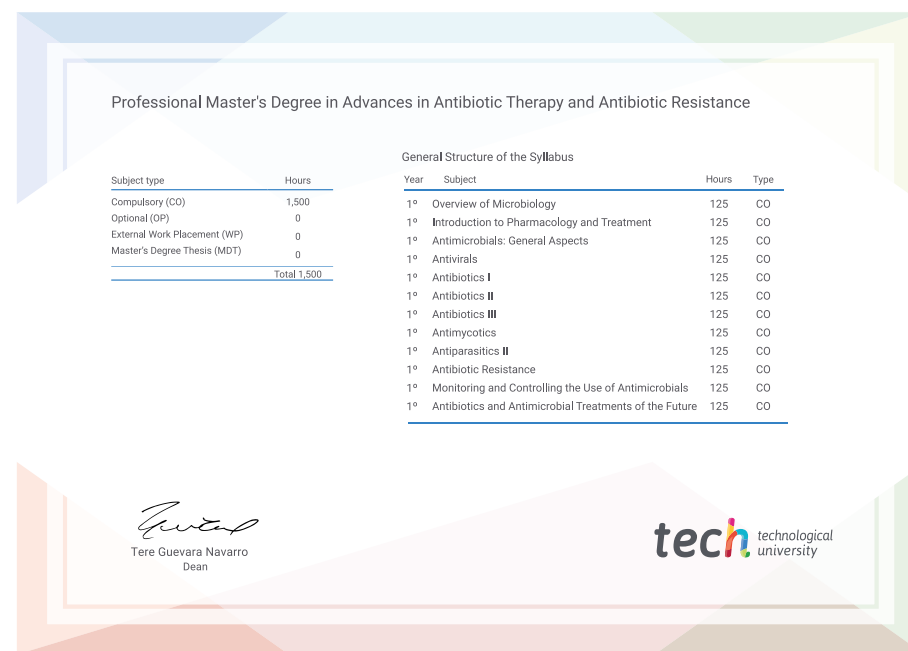 Professional Master's Degree in Advances in Antibiotic Therapy and Antibiotic Resistance
General Structure of the Syllabus
Subject type Hours
Compulsory (CO) 1,500
Optional (OP) 0
External Work Placement (WP) 0
Master's Degree Thesis (MDT) 0
Total 1,500
Year Subject Hours Type
1º Overview of Microbiology 125 CO
1º Introduction to Pharmacology and Treatment 125 CO
1º Antimicrobials: General Aspects 125 CO
1º Antivirals 125 CO
1º Antibiotics I 125 CO
1º Antibiotics II 125 CO
1º Antibiotics III 125 CO
1º Antimycotics 125 CO
1º Antiparasitics II 125 CO
1º Antibiotic Resistance 125 CO
1º Monitoring and Controlling the Use of Antimicrobials 125 CO
1º Antibiotics and Antimicrobial Treatments of the Future 125 CO
Tere Guevara Navarro
Dean
tech technological
university